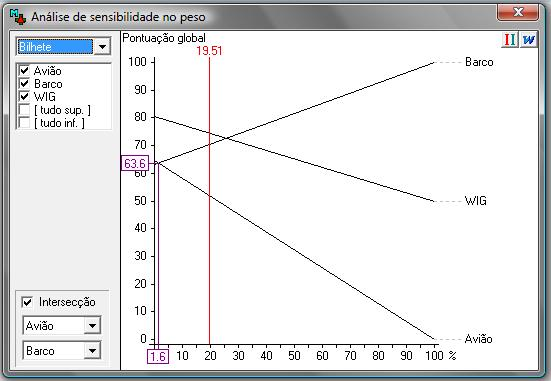 Análise de sensibilidade no peso
Bilhete
Avião
Barco
WIG
[ tudo sup. ]
[ tudo inf. ]
Intersecção
Avião
Barco
Pontuação global
19.51
100
90
80
70
63.6
60
50
40
30
20
10
0
1.6
10 20 30 40 50 60 70 80 90 100 %
Barco
WIG
Avião
II w